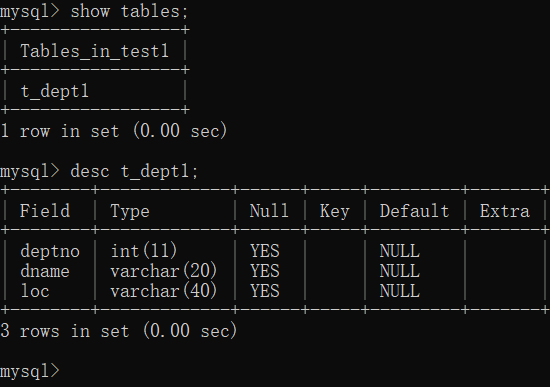 mysql> show tables;
+-----------------+
| Tables_in_test1 |
+-----------------+
| t_dept1         |
+-----------------+
1 row in set (0.00 sec)
mysql> desc t_dept1;
+--------+-------------+------+-----+---------+-------+
| Field  | Type        | Null | Key | Default | Extra |
+--------+-------------+------+-----+---------+-------+
| deptno | int(11)     | YES  |     | NULL    |       |
| dname  | varchar(20) | YES  |     | NULL    |       |
| loc    | varchar(40) | YES  |     | NULL    |       |
+--------+-------------+------+-----+---------+-------+
3 rows in set (0.00 sec)
mysql>